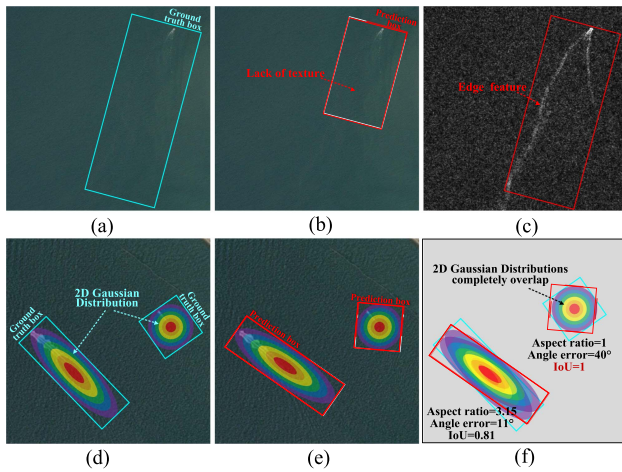 Ground
truth box
Prediction
box
Lack of texture
Edge feature
(a)
(b)
(c)
2D Gaussian
Distribution
Ground
truth box
Ground
truth box
Prediction box
Prediction box
2D Gaussian Distributions
completely overlap
Aspect ratio=1
Angle error=40°
IoU=1
Aspect ratio=3.15
Angle error=11°
IoU=0.81
(d)
(e)
(f)